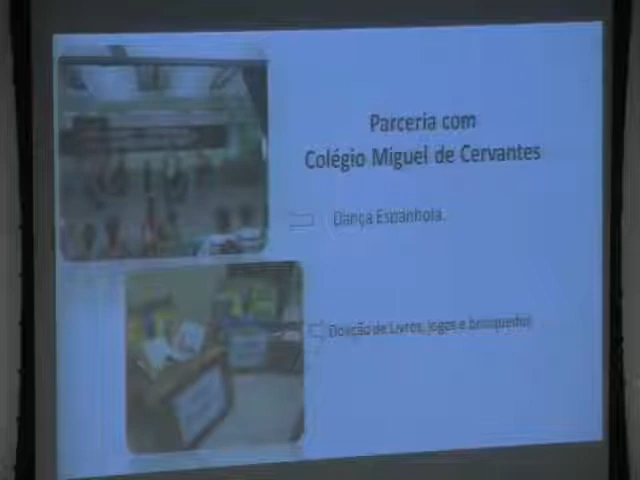 Parceria com
Colégio Miguel de Cervantes
Dança Espanhola.
Doação de Livros, jogos e brinquedos